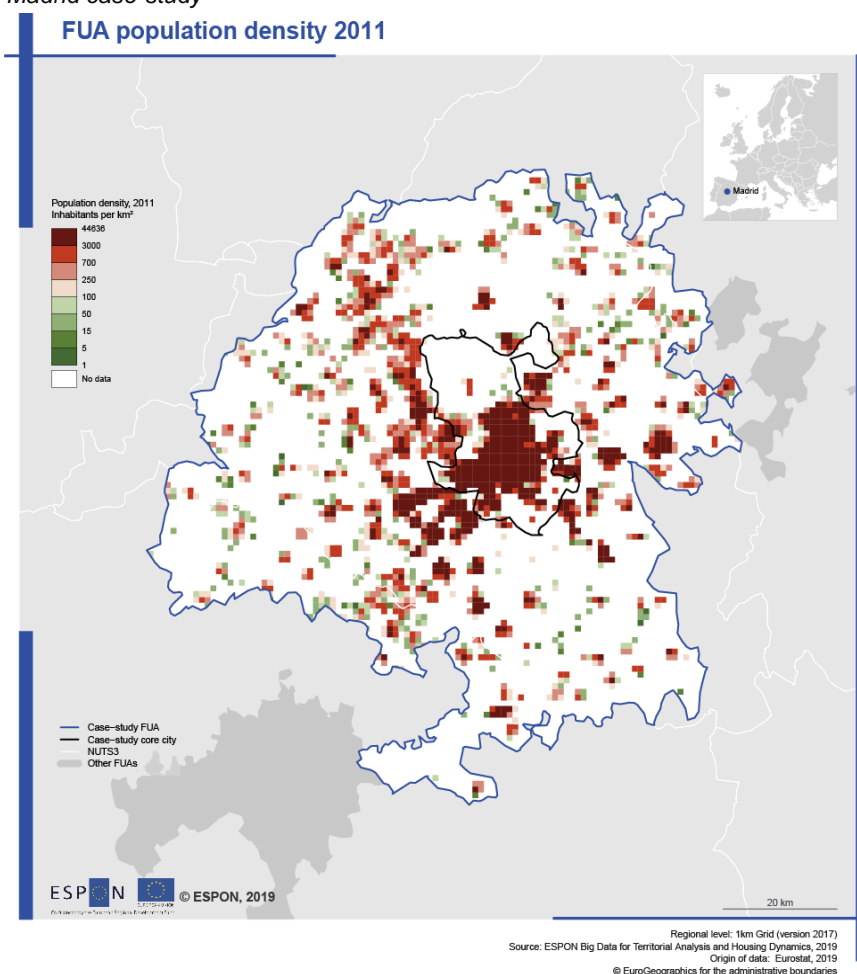 Madrid case-study
FUA population density 2011
Madrid
Population density, 2011
Inhabitants per km²
44636
3000
700
250
100
50
15
5
1
No data
Case-study FUA
Case-study core city
NUTS3
Other FUAs
ESPON
© ESPON, 2019
20 km
Regional level: 1km Grid (version 2017)
Source: ESPON Big Data for Territorial Analysis and Housing Dynamics, 2019
Origin of data: Eurostat, 2019
© EuroGeographics for the administrative boundaries